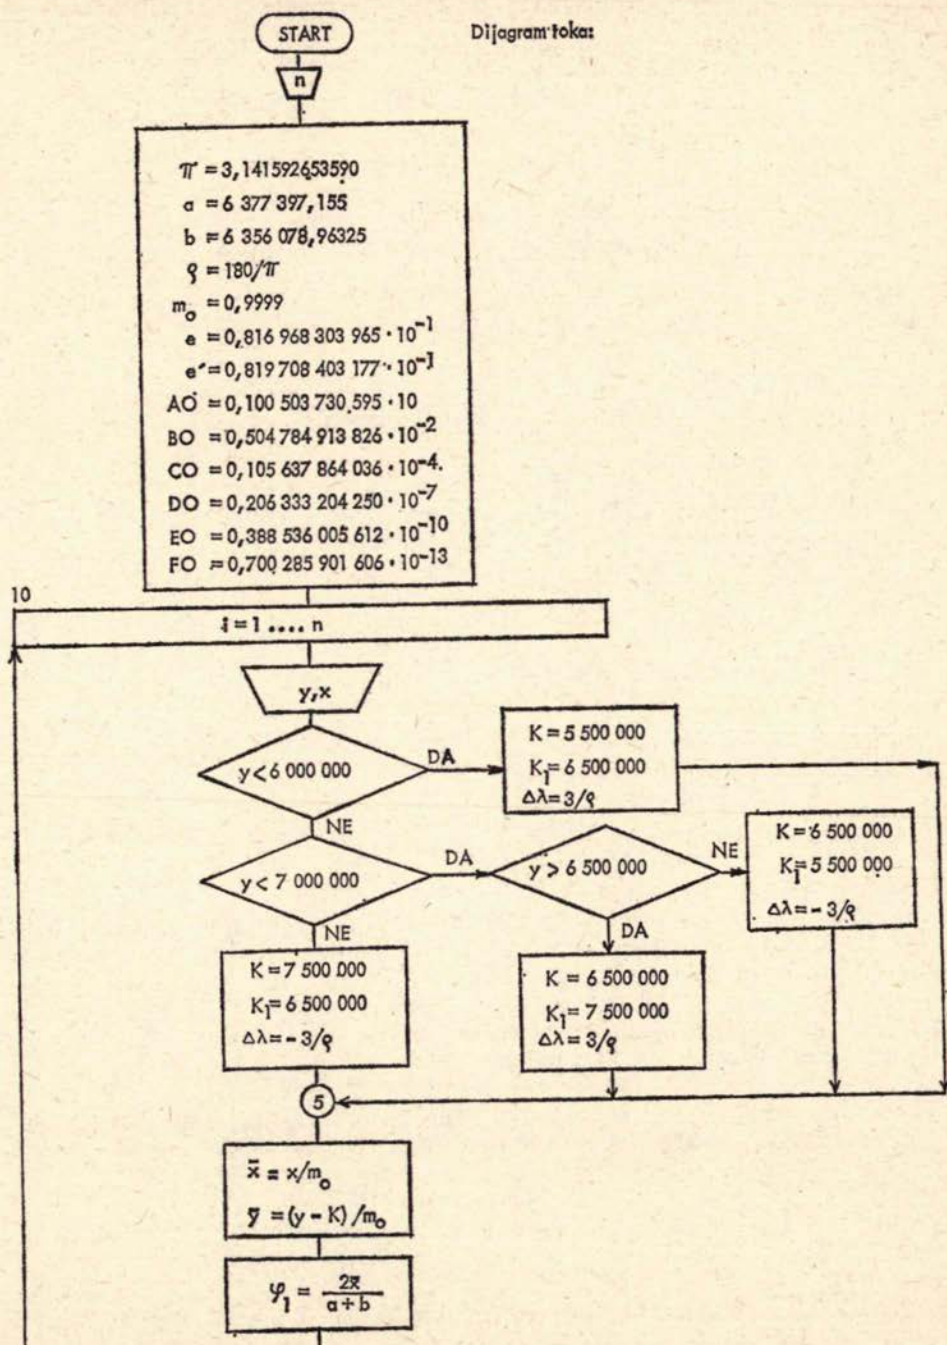 START
Dijagram toka:
n
π = 3,141592653590
a = 6 377 397,155
b = 6 356 078,96325
ρ = 180/π
m₀ = 0,9999
e = 0,816 968 303 965 · 10⁻¹
e′ = 0,819 708 403 177 · 10⁻¹
AO = 0,100 503 730 595 · 10
BO = 0,504 784 913 826 · 10⁻²
CO = 0,105 637 864 036 · 10⁻⁴
DO = 0,206 333 204 250 · 10⁻⁷
EO = 0,388 536 005 612 · 10⁻¹⁰
FO = 0,700 285 901 606 · 10⁻¹³
10
i = 1 .... n
y,x
y < 6 000 000
DA
K = 5 500 000
K₁= 6 500 000
Δλ = 3/ρ
NE
y < 7 000 000
DA
y > 6 500 000
NE
K = 6 500 000
K₁= 5 500 000
Δλ = - 3/ρ
NE
DA
K = 7 500 000
K₁= 6 500 000
Δλ = - 3/ρ
K = 6 500 000
K₁= 7 500 000
Δλ = 3/ρ
5
x̄ = x/m₀
ȳ = (y - K) /m₀
φ₁ = 2x̄ / a + b